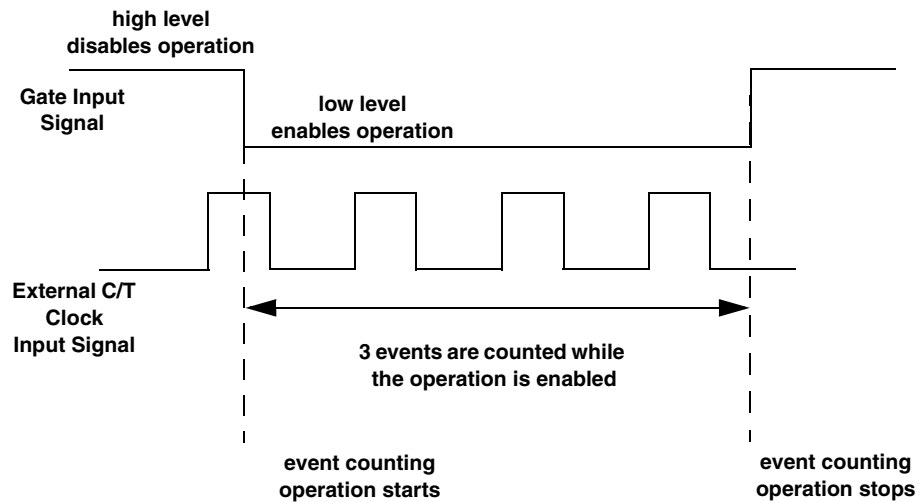 high level
disables operation
Gate Input
Signal
low level
enables operation
External C/T
Clock
Input Signal
3 events are counted while
the operation is enabled
event counting
operation starts
event counting
operation stops